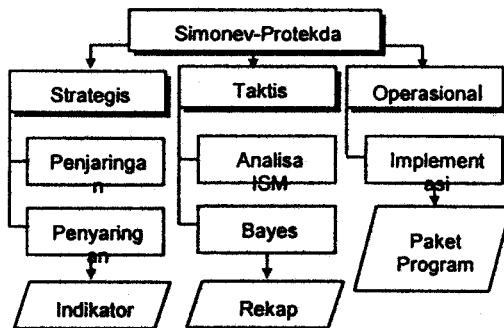 Simonev-Protekda
Strategis
Taktis
Operasional
Penjaringa
n
Analisa
ISM
Implement
asi
Penyaring
an
Bayes
Paket
Program
Indikator
Rekap